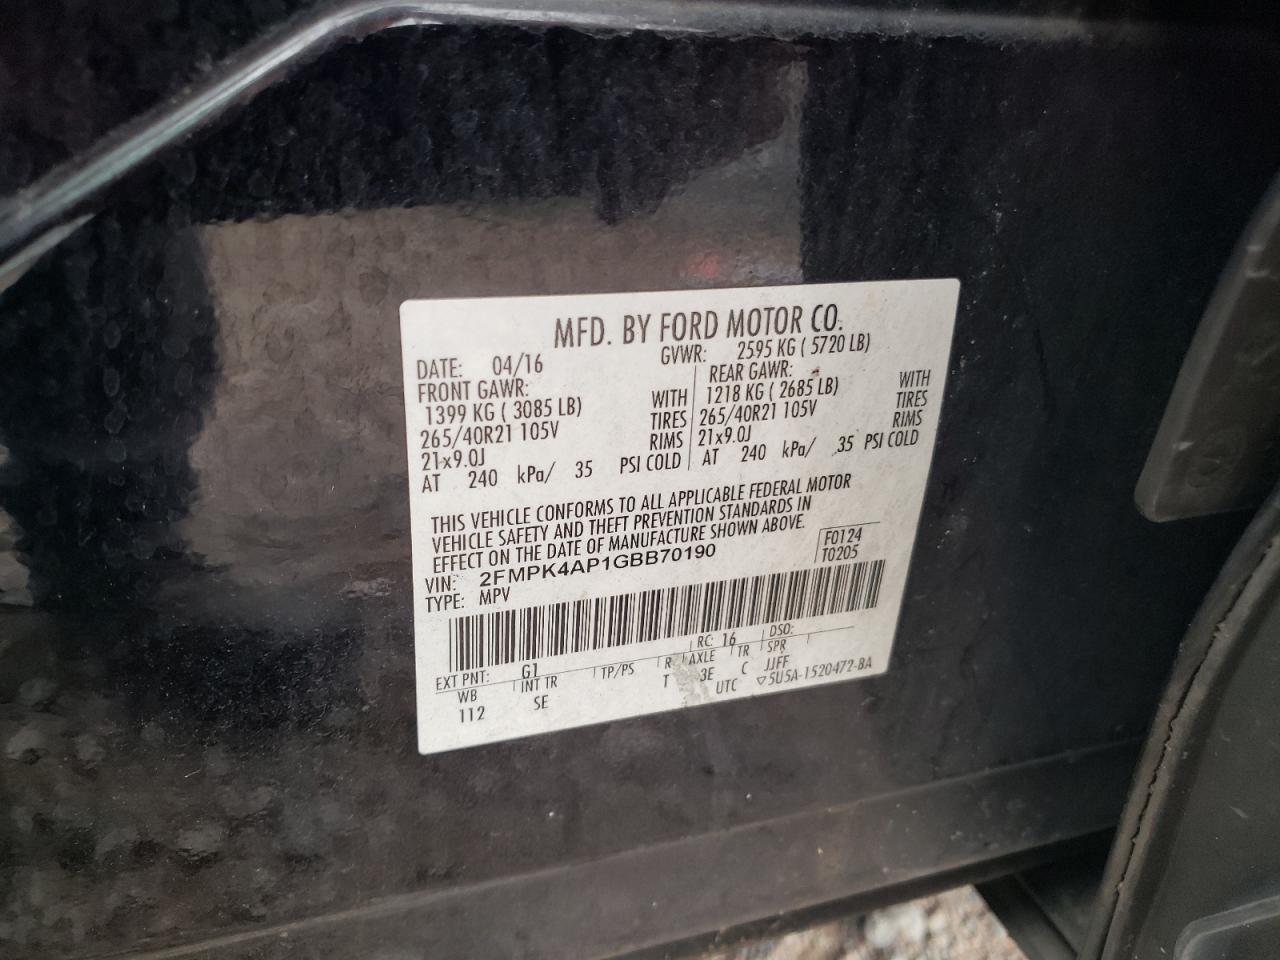 MFD. BY FORD MOTOR CO.
DATE: 04/16 GVWR: 2595 KG ( 5720 LB)
FRONT GAWR: REAR GAWR:
1399 KG ( 3085 LB) WITH 1218 KG ( 2685 LB) WITH
265/40R21 105V TIRES 265/40R21 105V TIRES
21x9.0J RIMS 21x9.0J RIMS
AT 240 kPa/ 35 PSI COLD AT 240 kPa/ 35 PSI COLD
THIS VEHICLE CONFORMS TO ALL APPLICABLE FEDERAL MOTOR
VEHICLE SAFETY AND THEFT PREVENTION STANDARDS IN
EFFECT ON THE DATE OF MANUFACTURE SHOWN ABOVE.
VIN: 2FMPK4AP1GBB70190 F0124
TYPE: MPV T0205
EXT PNT: G1 RC: 16 DSO:
WB INT TR TP/PS R AXLE TR SPR
112 SE T 3E C JJFF
UTC ▽5U5A-1520472-BA